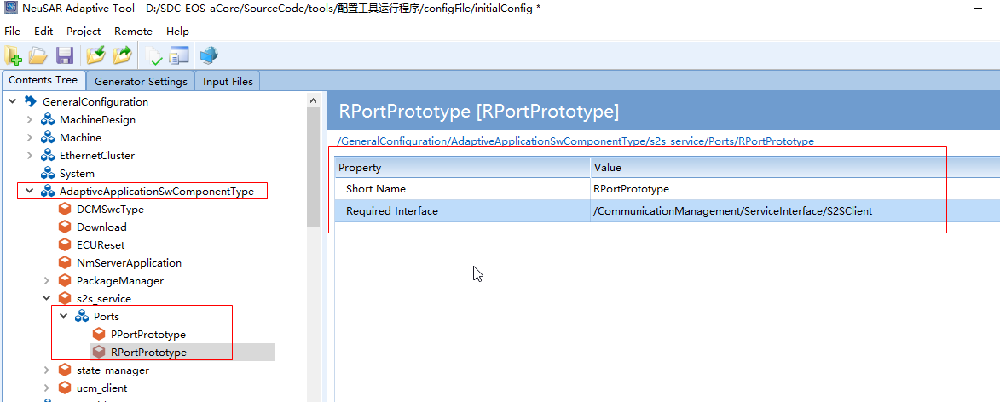 NeuSAR Adaptive Tool - D:/SDC-EOS-aCore/SourceCode/tools/配置工具运行程序/configFile/initialConfig *
File Edit Project Remote Help
Contents Tree Generator Settings Input Files
GeneralConfiguration
MachineDesign
Machine
EthernetCluster
System
AdaptiveApplicationSwComponentType
DCMSwcType
Download
ECUReset
NmServerApplication
PackageManager
s2s_service
Ports
PPortPrototype
RPortPrototype
state_manager
ucm_client
RPortPrototype [RPortPrototype]
/GeneralConfiguration/AdaptiveApplicationSwComponentType/s2s_service/Ports/RPortPrototype
Property Value
Short Name RPortPrototype
Required Interface /CommunicationManagement/ServiceInterface/S2SClient